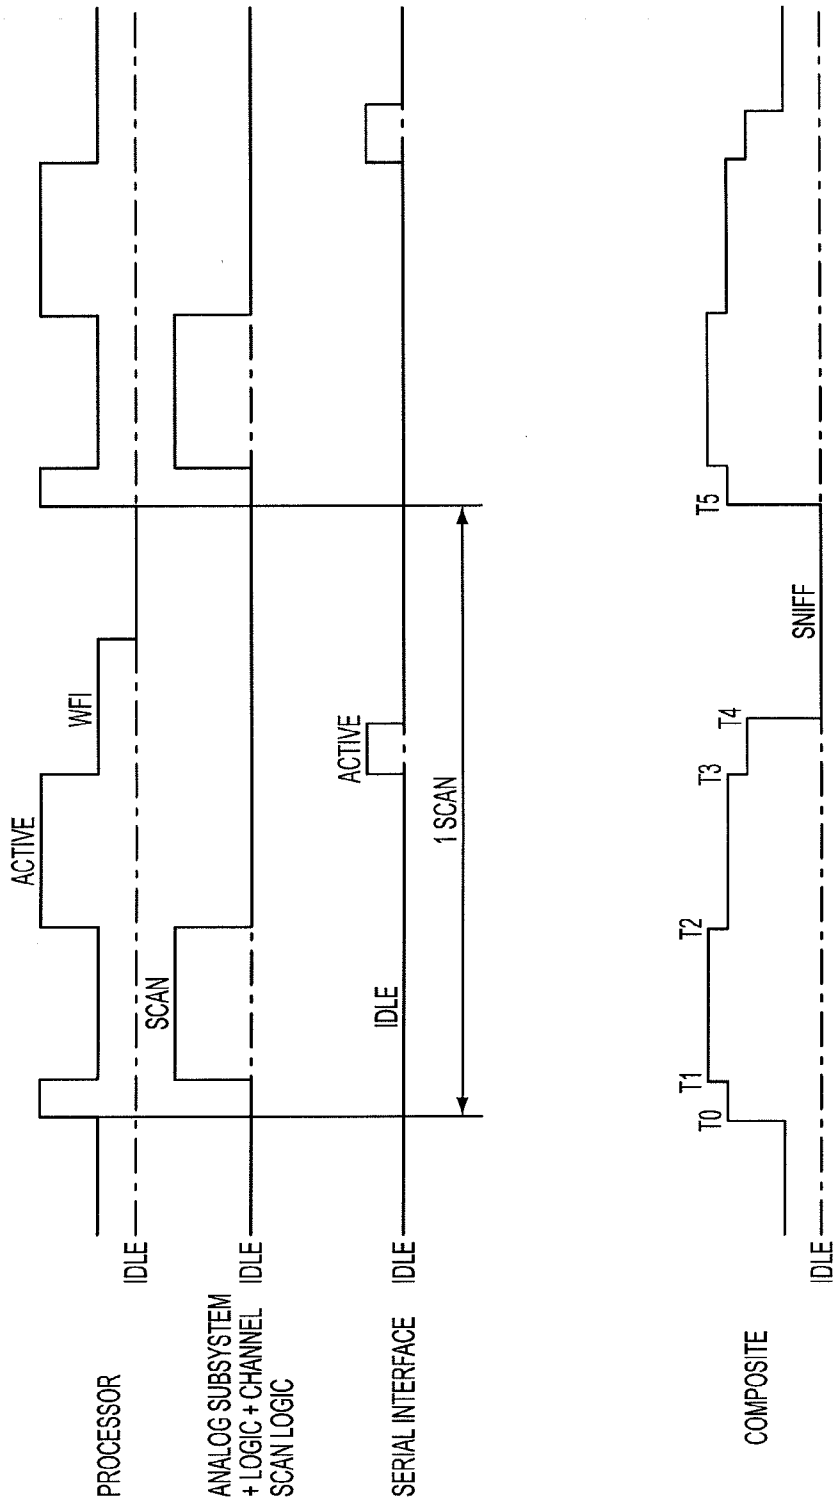 PROCESSOR
IDLE
ACTIVE
WFI
ANALOG SUBSYSTEM
+ LOGIC + CHANNEL
SCAN LOGIC
IDLE
SCAN
SERIAL INTERFACE
IDLE
IDLE
ACTIVE
1 SCAN
COMPOSITE
IDLE
T0
T1
T2
T3
T4
SNIFF
T5